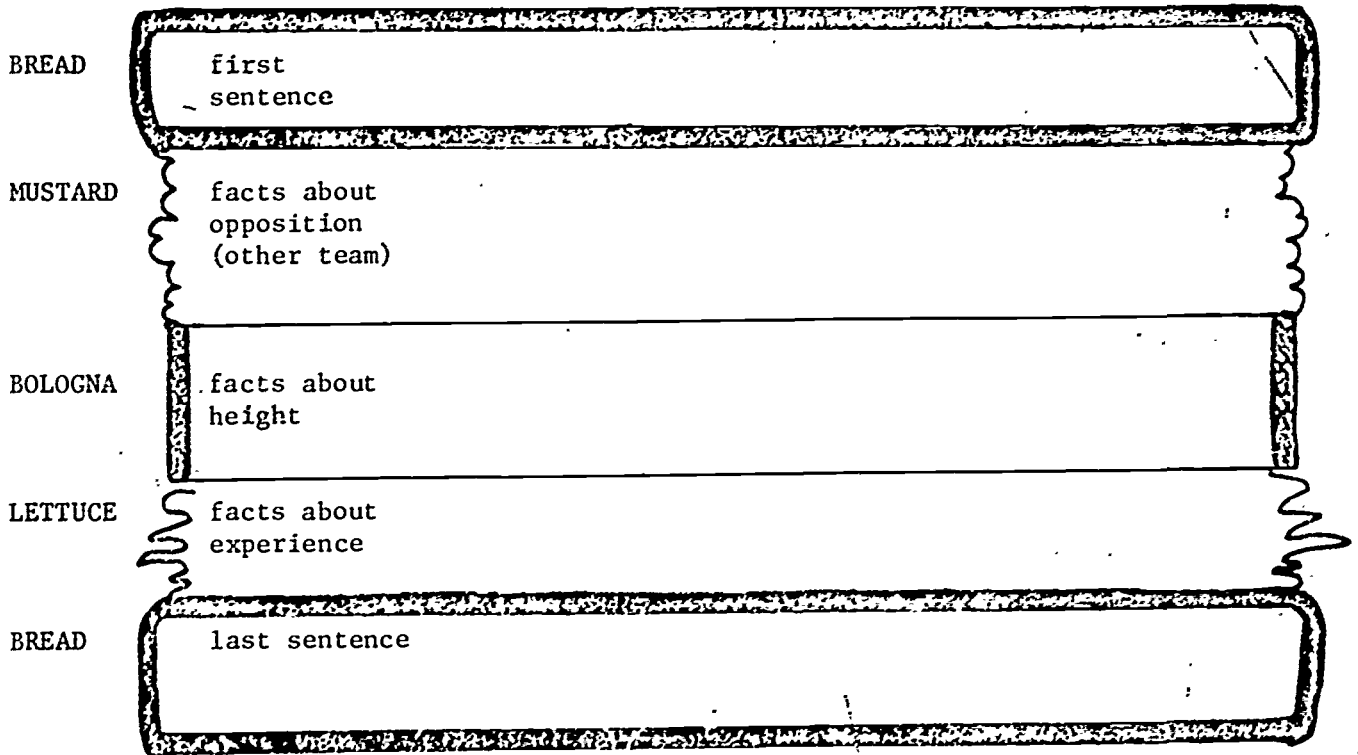 BREAD first
sentence
MUSTARD facts about
opposition
(other team)
BOLOGNA facts about
height
LETTUCE facts about
experience
BREAD last sentence